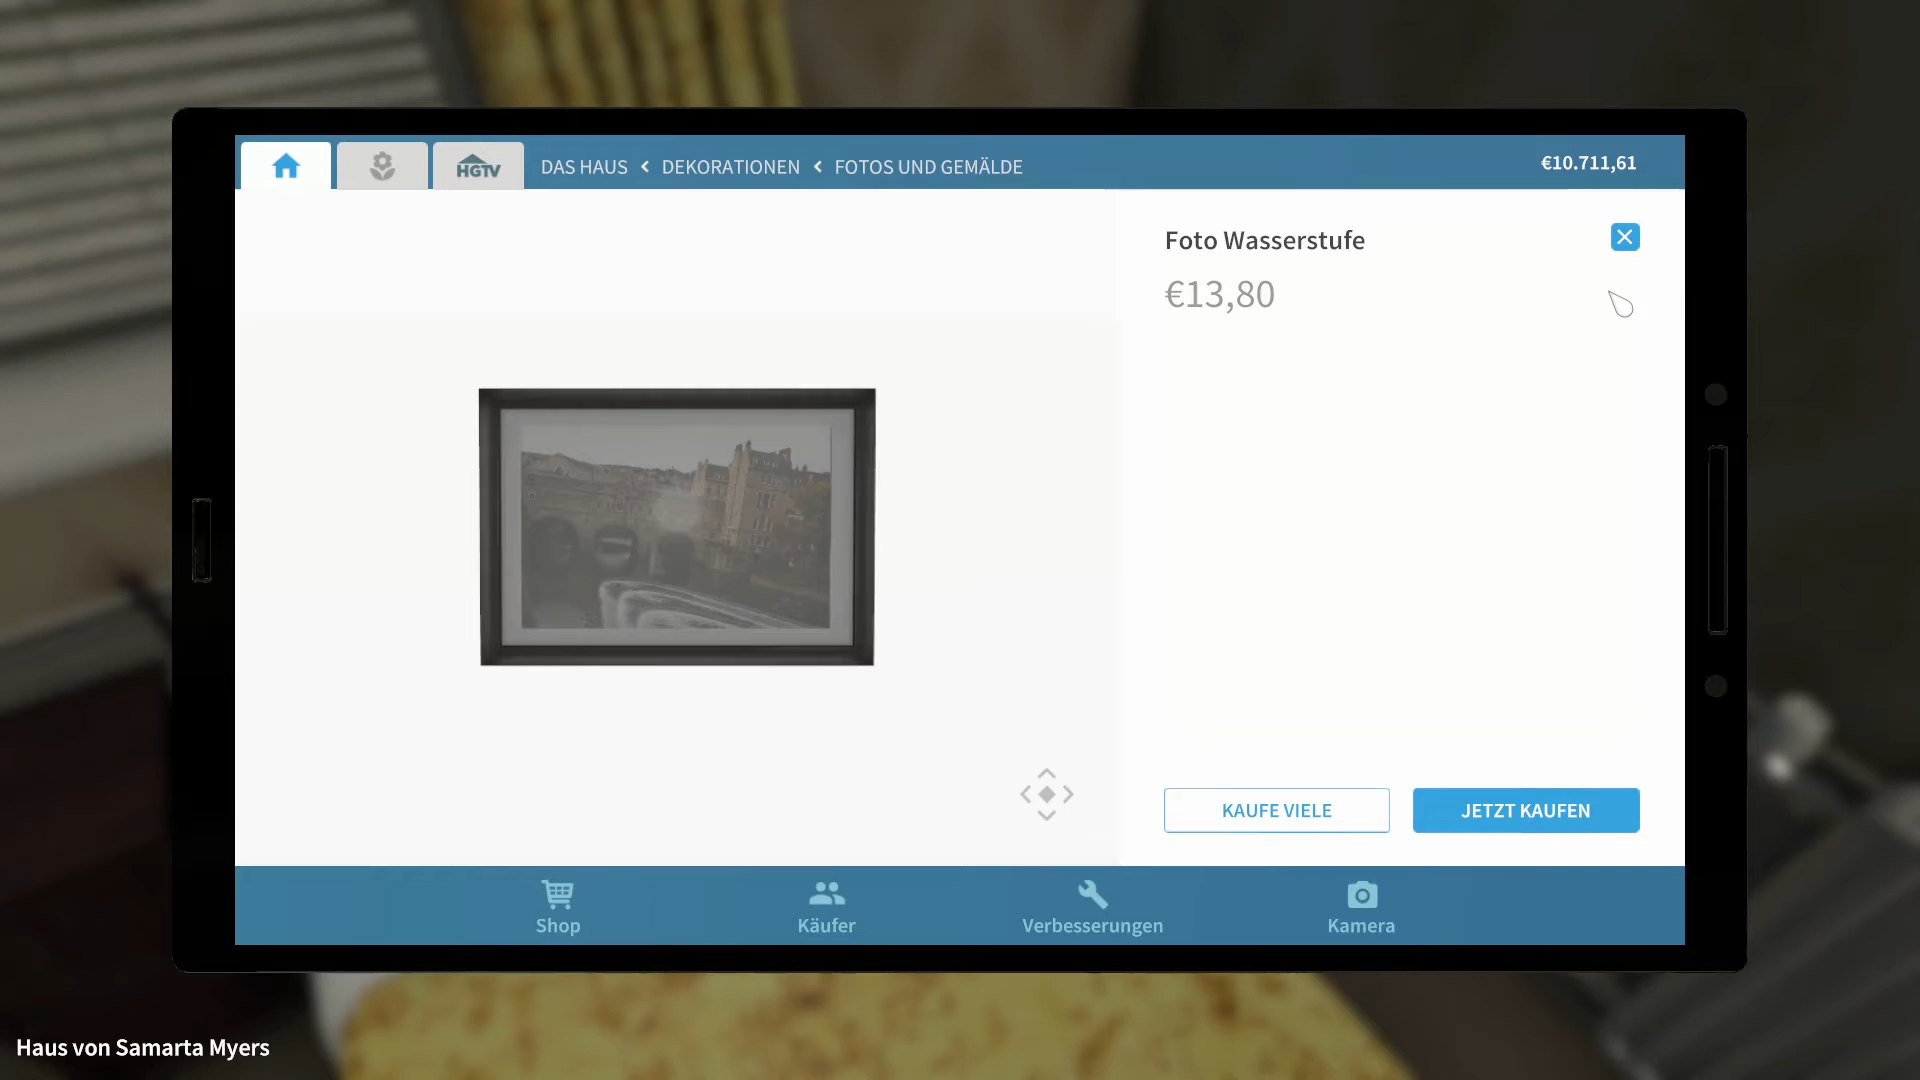 HGTV
DAS HAUS < DEKORATIONEN < FOTOS UND GEMÄLDE
€10.711,61
Foto Wasserstufe
€13,80
KAUFE VIELE
JETZT KAUFEN
Shop
Käufer
Verbesserungen
Kamera
Haus von Samarta Myers